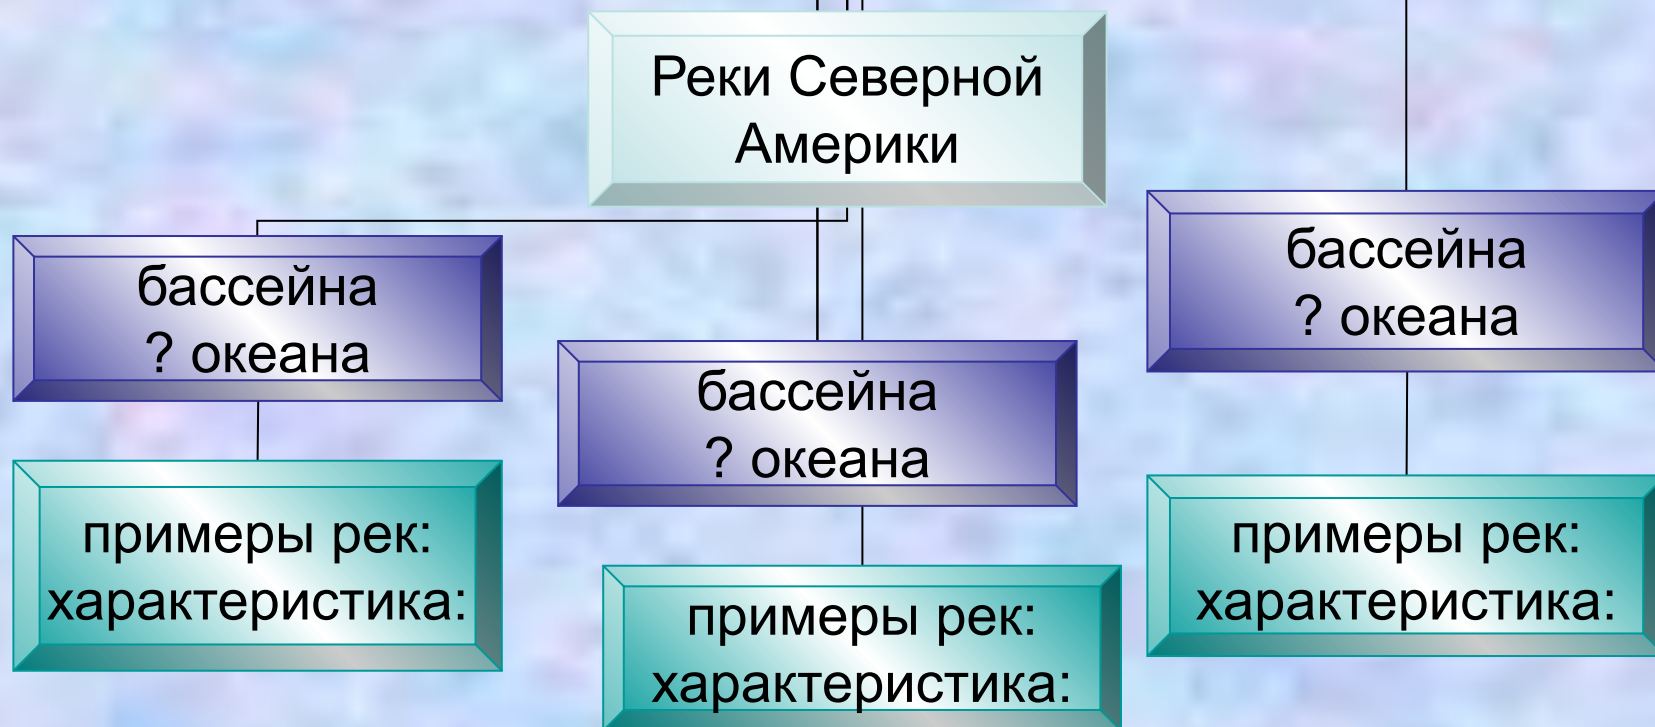 Реки Северной
Америки
бассейна
? океана
бассейна
? океана
бассейна
? океана
примеры рек:
характеристика:
примеры рек:
характеристика:
примеры рек:
характеристика: